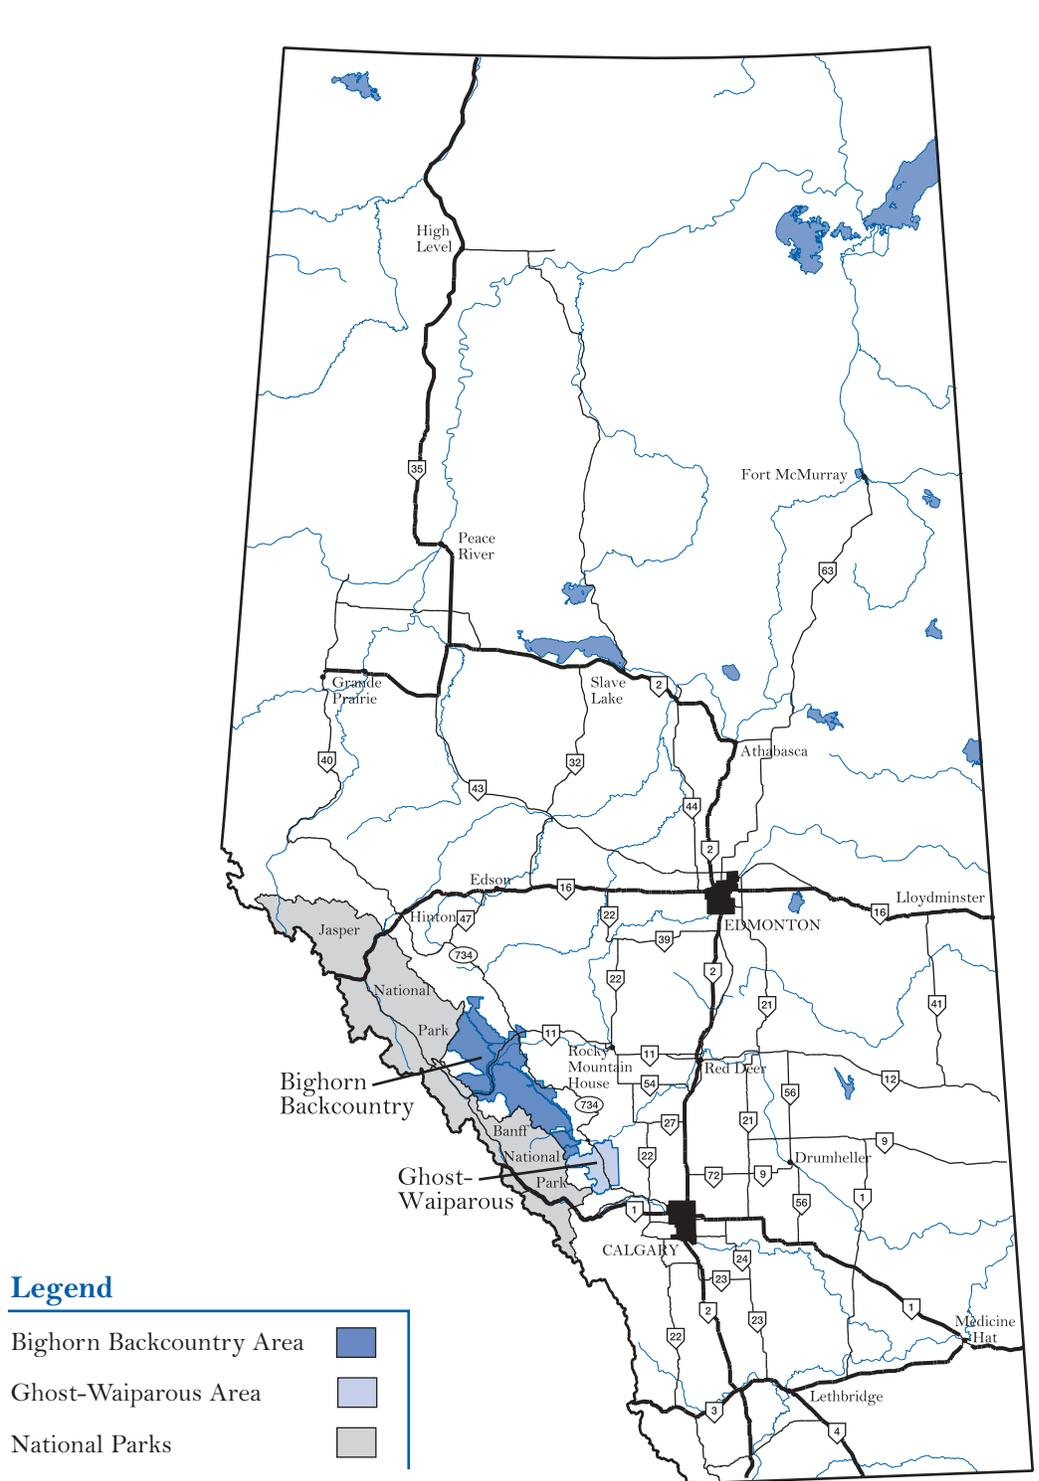 High
Level
35
Fort McMurray
Peace
River
63
Grande
Prairie
Slave
Lake
2
Athabasca
40
32
43
44
2
Edson
16
Lloydminster
16
Hinton
47
22
EDMONTON
Jasper
39
734
2
22
National
21
41
Park
11
Rocky
Mountain
House
11
Red Deer
12
Bighorn
Backcountry
54
56
734
21
27
Banff
9
National
22
Drumheller
Ghost-
Waiparous
Park
72
9
56
1
1
CALGARY
24
23
Legend
2
1
23
Medicine
Hat
22
Bighorn Backcountry Area
Ghost-Waiparous Area
Lethbridge
3
4
National Parks